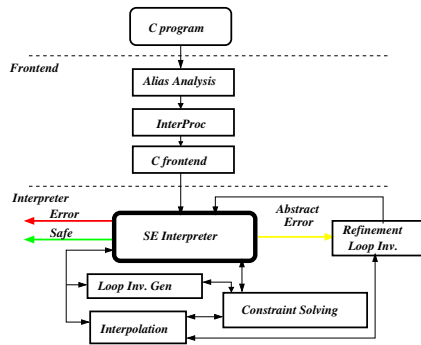 C program
Frontend
Alias Analysis
InterProc
C frontend
Interpreter
Error
Safe
SE Interpreter
Abstract
Error
Refinement
Loop Inv.
Loop Inv. Gen
Constraint Solving
Interpolation